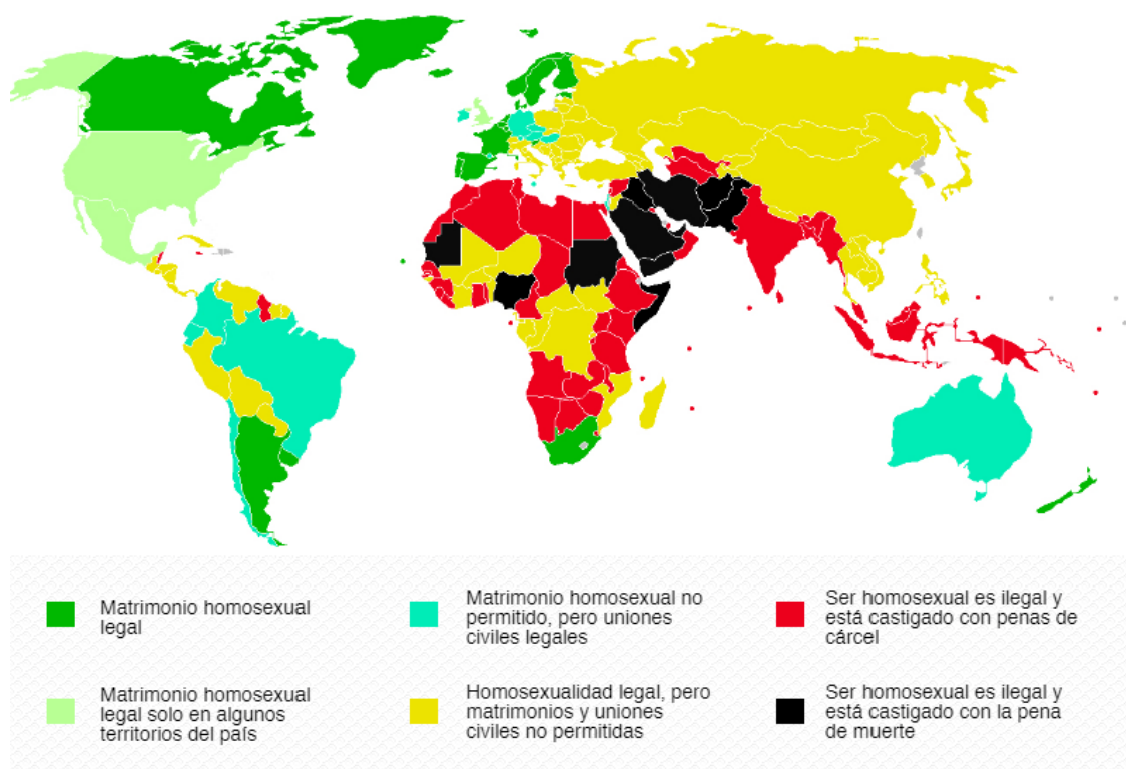 Matrimonio homosexual
legal
Matrimonio homosexual no
permitido, pero uniones
civiles legales
Ser homosexual es ilegal y
está castigado con penas de
cárcel
Matrimonio homosexual
legal solo en algunos
territorios del país
Homosexualidad legal, pero
matrimonios y uniones
civiles no permitidas
Ser homosexual es ilegal y
está castigado con la pena
de muerte